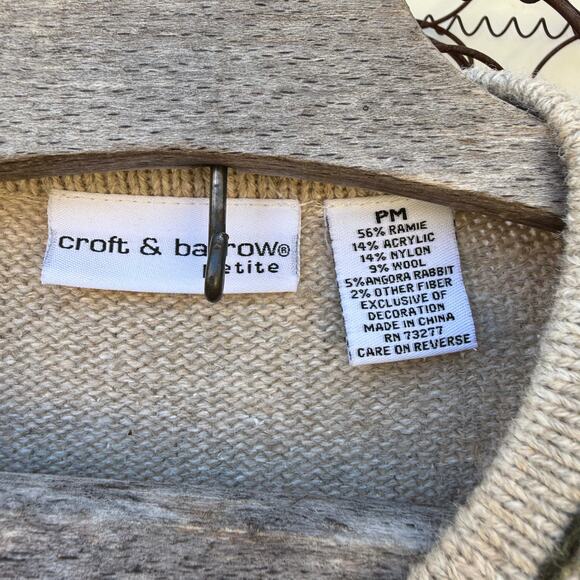 croft & barrow®
petite
PM
56% RAMIE
14% ACRYLIC
14% NYLON
9% WOOL
5%ANGORA RABBIT
2% OTHER FIBER
EXCLUSIVE OF
DECORATION
MADE IN CHINA
RN 73277
CARE ON REVERSE